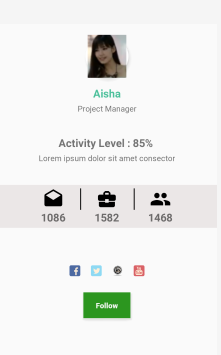 Aisha
Project Manager
Activity Level : 85%
Lorem ipsum dolor sit amet consector
1086 1582 1468
Follow